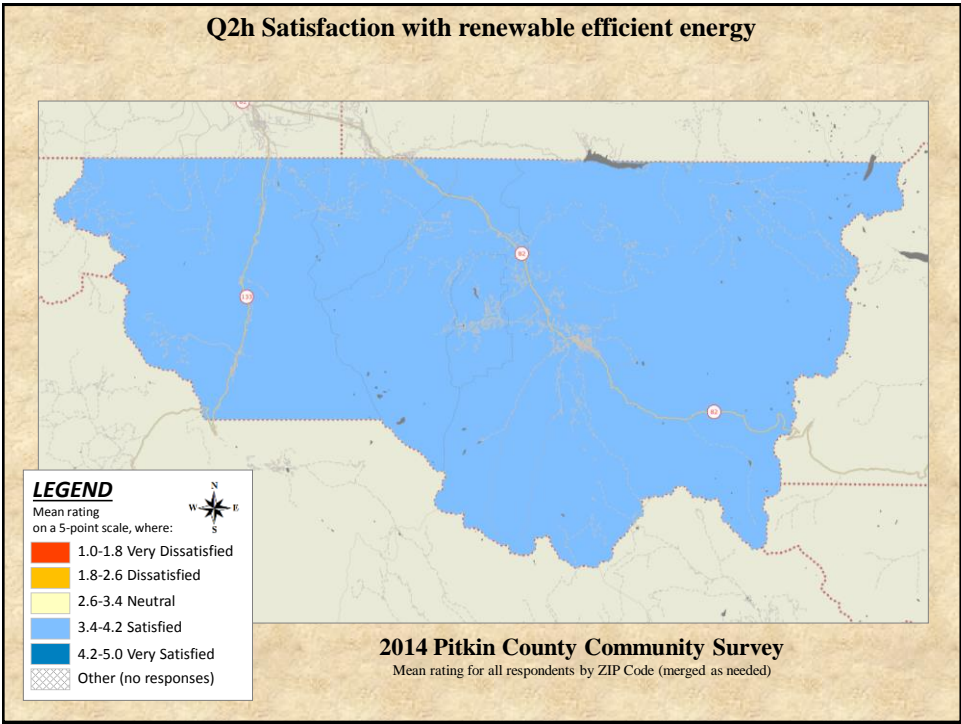 Q2h Satisfaction with renewable efficient energy
82
133
82
LEGEND
Mean rating
on a 5-point scale, where:
N
W E
S
1.0-1.8 Very Dissatisfied
1.8-2.6 Dissatisfied
2.6-3.4 Neutral
3.4-4.2 Satisfied
4.2-5.0 Very Satisfied
Other (no responses)
2014 Pitkin County Community Survey
Mean rating for all respondents by ZIP Code (merged as needed)